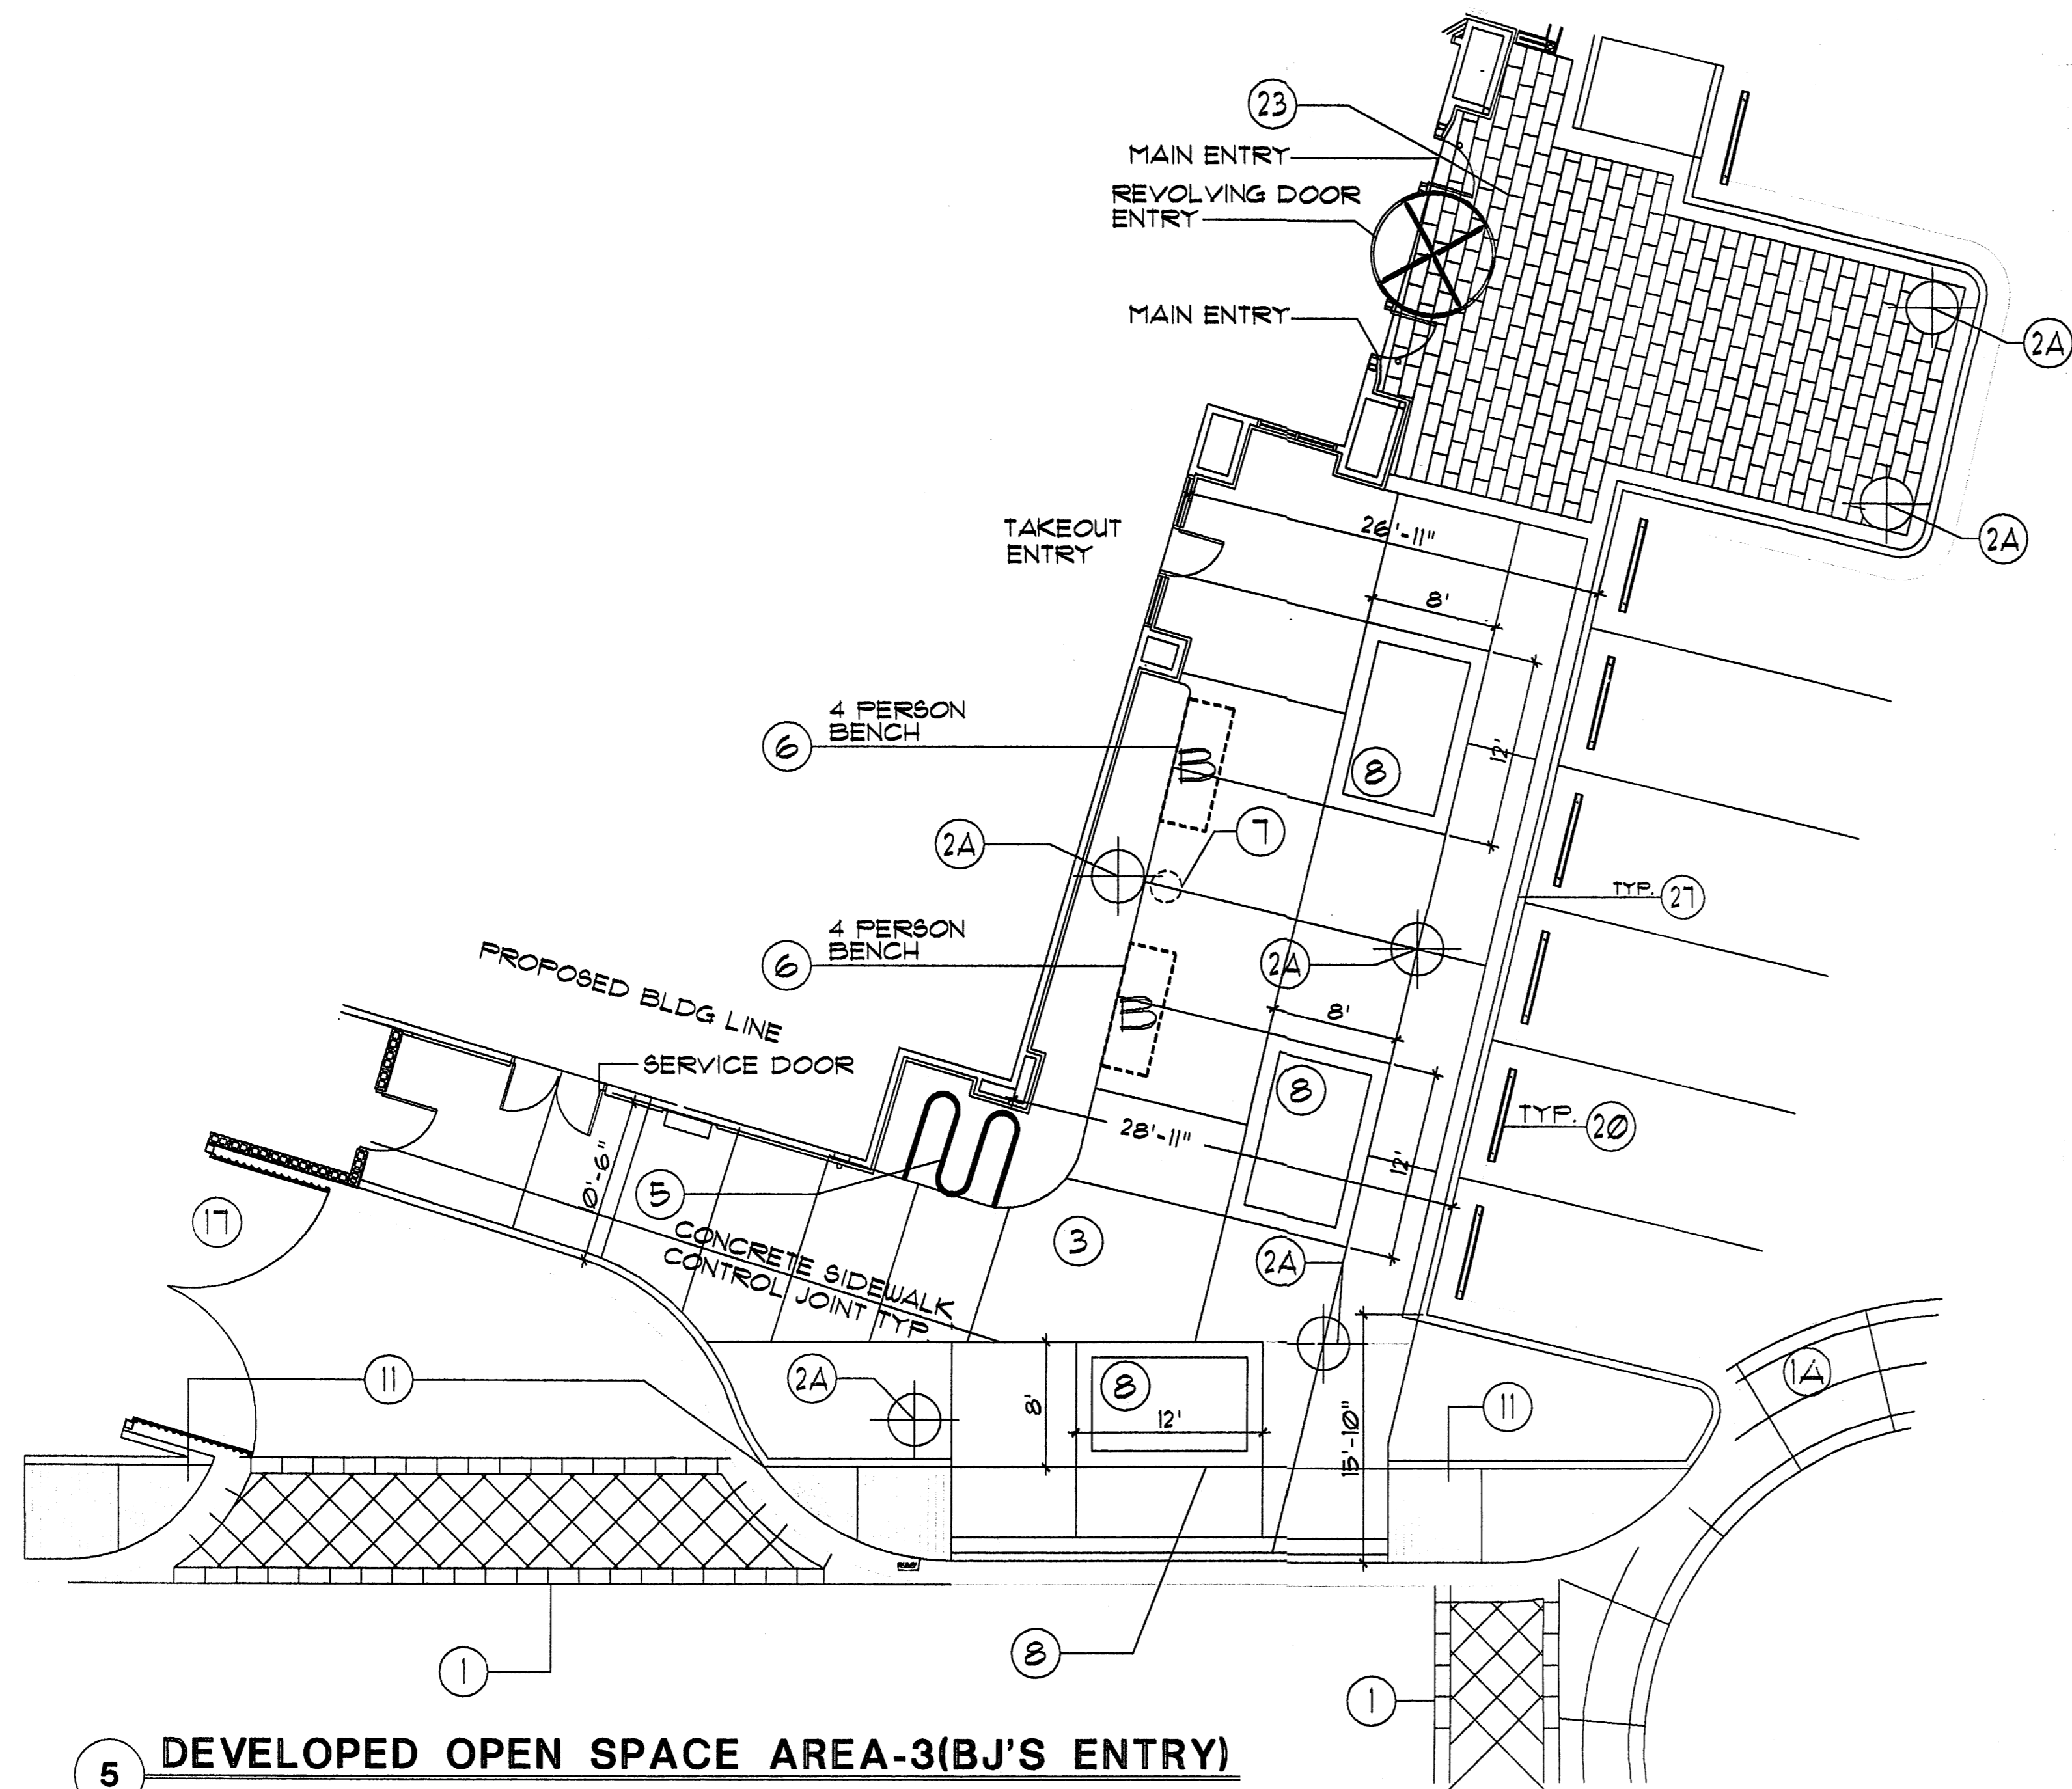 23
MAIN ENTRY
REVOLVING DOOR
ENTRY
MAIN ENTRY
2A
2A
TAKEOUT
ENTRY
26'-11"
8'
4 PERSON
BENCH
6
8
12'
2A
7
TYP. 27
4 PERSON
BENCH
6
2A
PROPOSED BLDG LINE
8'
SERVICE DOOR
8
TYP. 20
28'-11"
12'
10'-6"
5
17
3
CONCRETE SIDEWALK
CONTROL JOINT TYP.
2A
11
2A
8'
8
12'
15'-10"
11
1A
1
8
1
5 DEVELOPED OPEN SPACE AREA-3(BJ'S ENTRY)